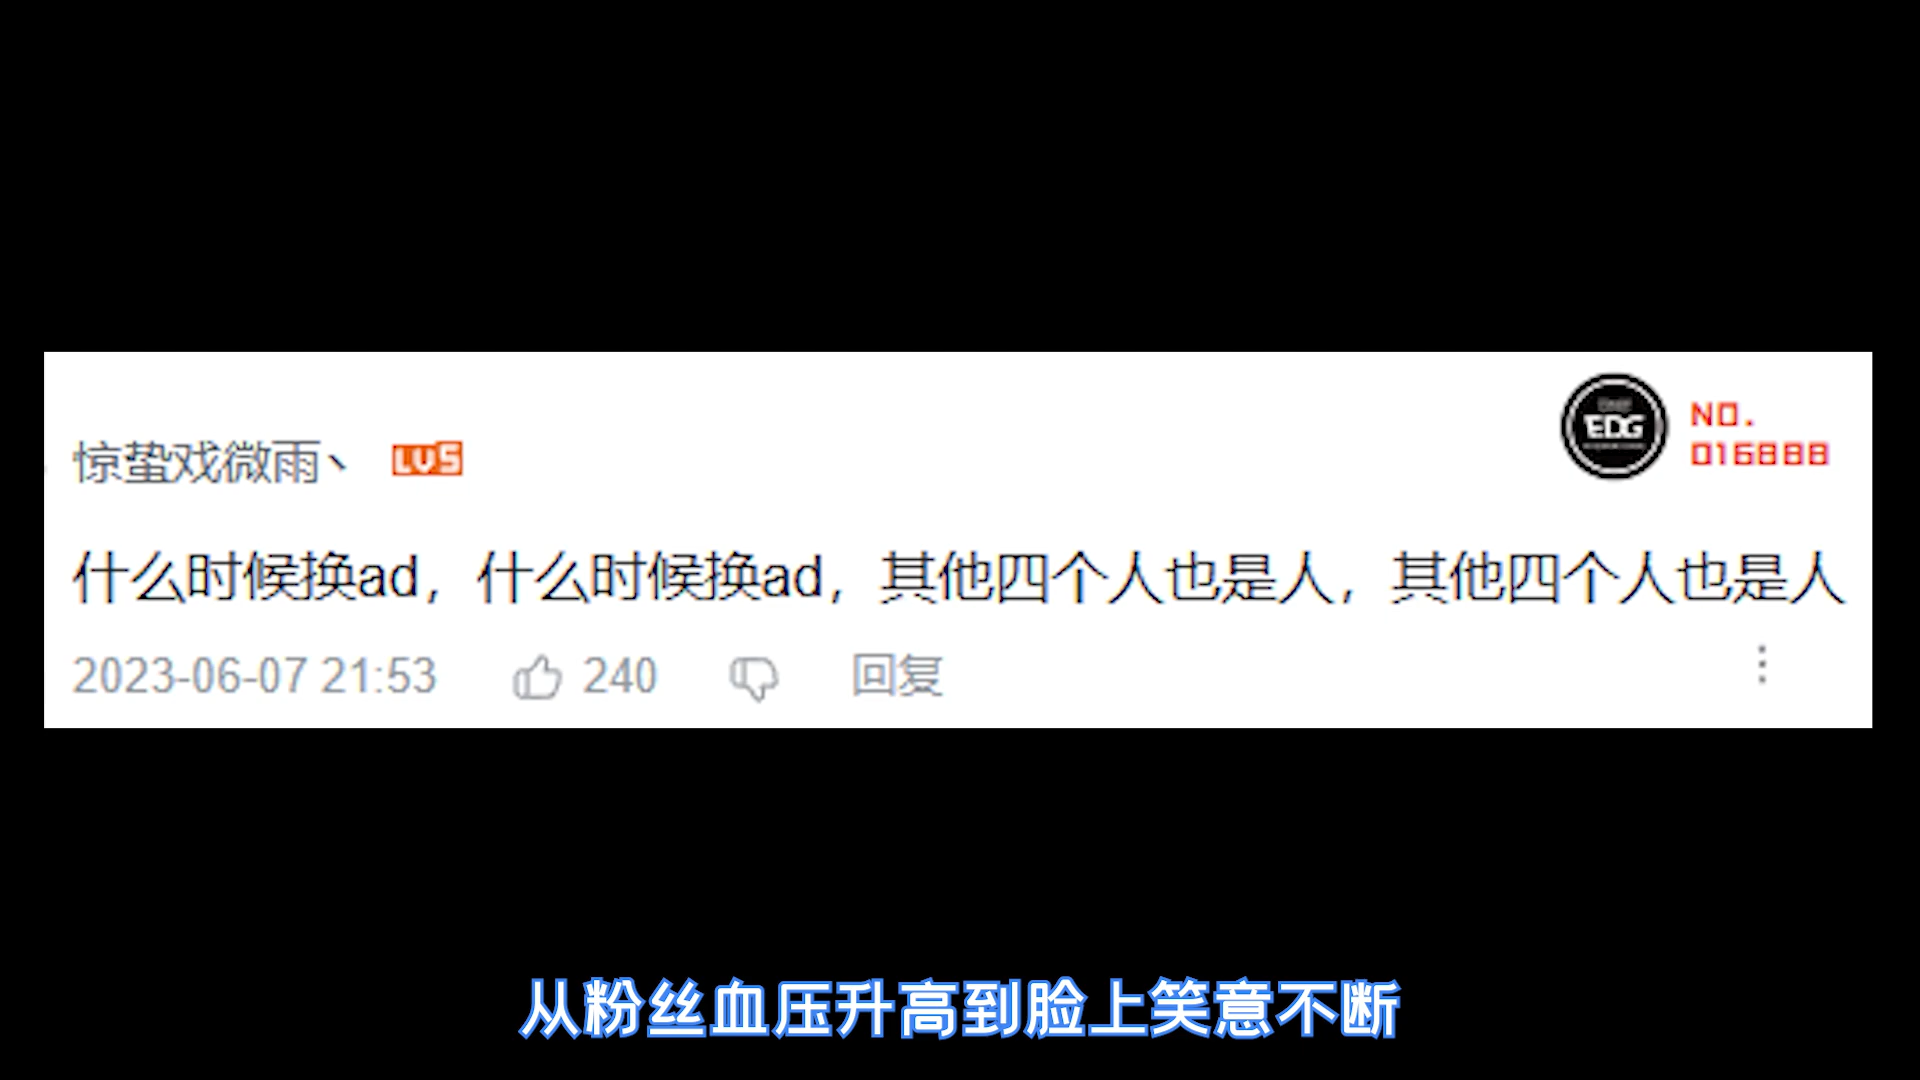 EDG
NO.
015888
惊蛰戏微雨丶 LV5
什么时候换ad，什么时候换ad，其他四个人也是人，其他四个人也是人
2023-06-07 21:53 240 回复
从粉丝血压升高到脸上笑意不断